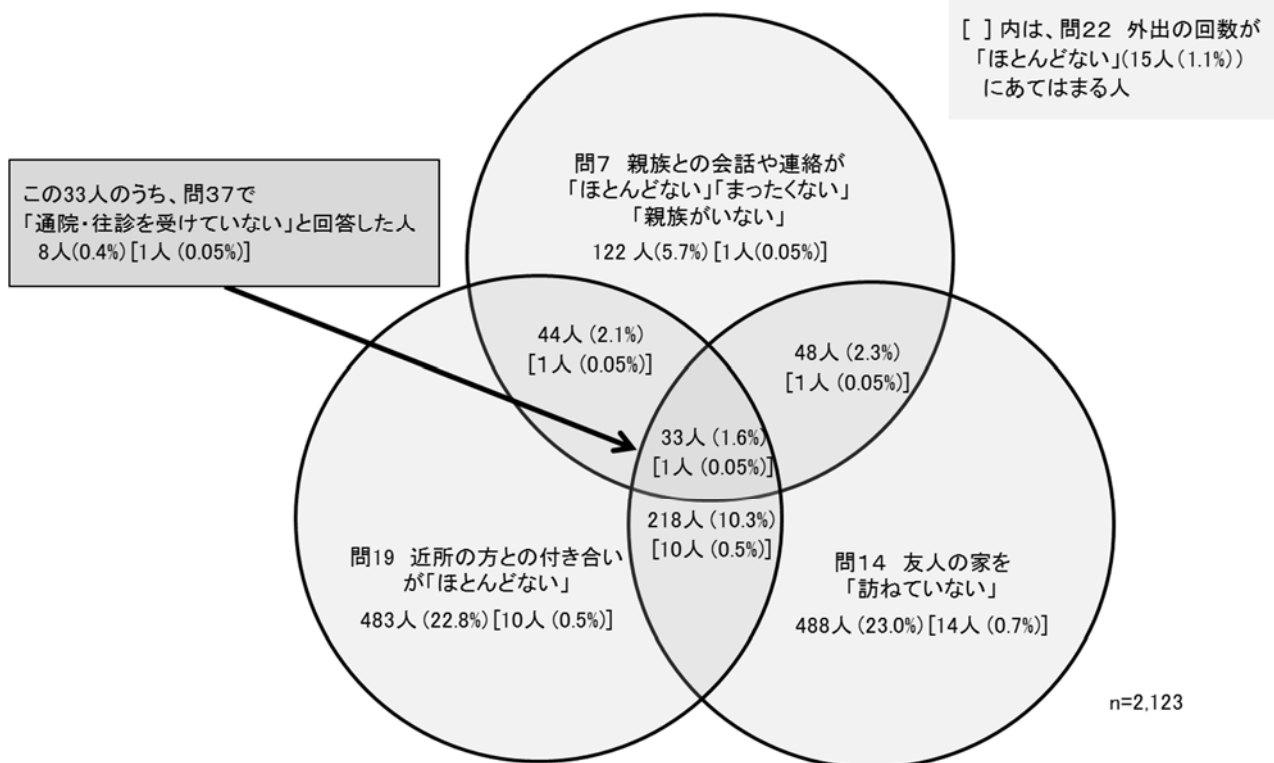 [ ] 内は、問22 外出の回数が
「ほとんどない」(15人(1.1%))
にあてはまる人
問7 親族との会話や連絡が
「ほとんどない」「まったくない」
「親族がいない」
122 人(5.7%) [1人(0.05%)]
この33人のうち、問37で
「通院・往診を受けていない」と回答した人
8人(0.4%) [1人 (0.05%)]
44人 (2.1%)
[1人 (0.05%)]
48人 (2.3%)
[1人 (0.05%)]
33人 (1.6%)
[1人 (0.05%)]
218人 (10.3%)
[10人 (0.5%)]
問19 近所の方との付き合い
が「ほとんどない」
483人 (22.8%) [10人 (0.5%)]
問14 友人の家を
「訪ねていない」
488人 (23.0%) [14人 (0.7%)]
n=2,123